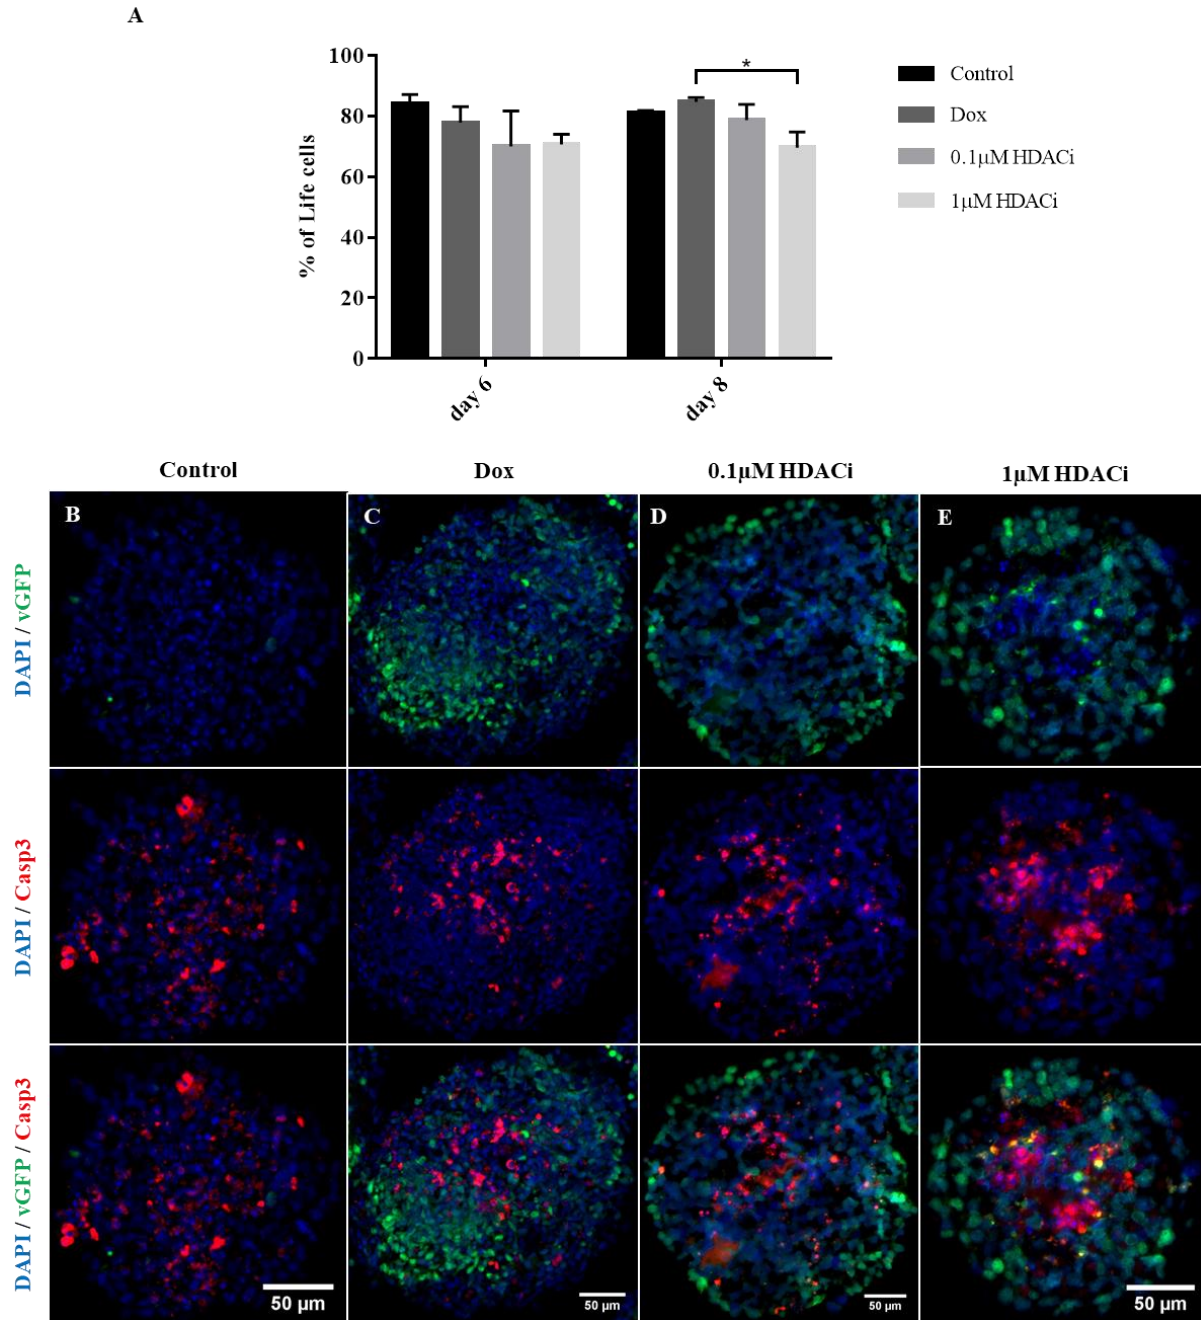 A
100
80
60
40
20
0
% of Life cells
day 6
day 8
*
Control
Dox
0.1µM HDACi
1µM HDACi
Control
Dox
0.1µM HDACi
1µM HDACi
B
C
D
E
DAPI / vGFP
DAPI / Casp3
DAPI / vGFP / Casp3
50 µm
50 µm
50 µm
50 µm